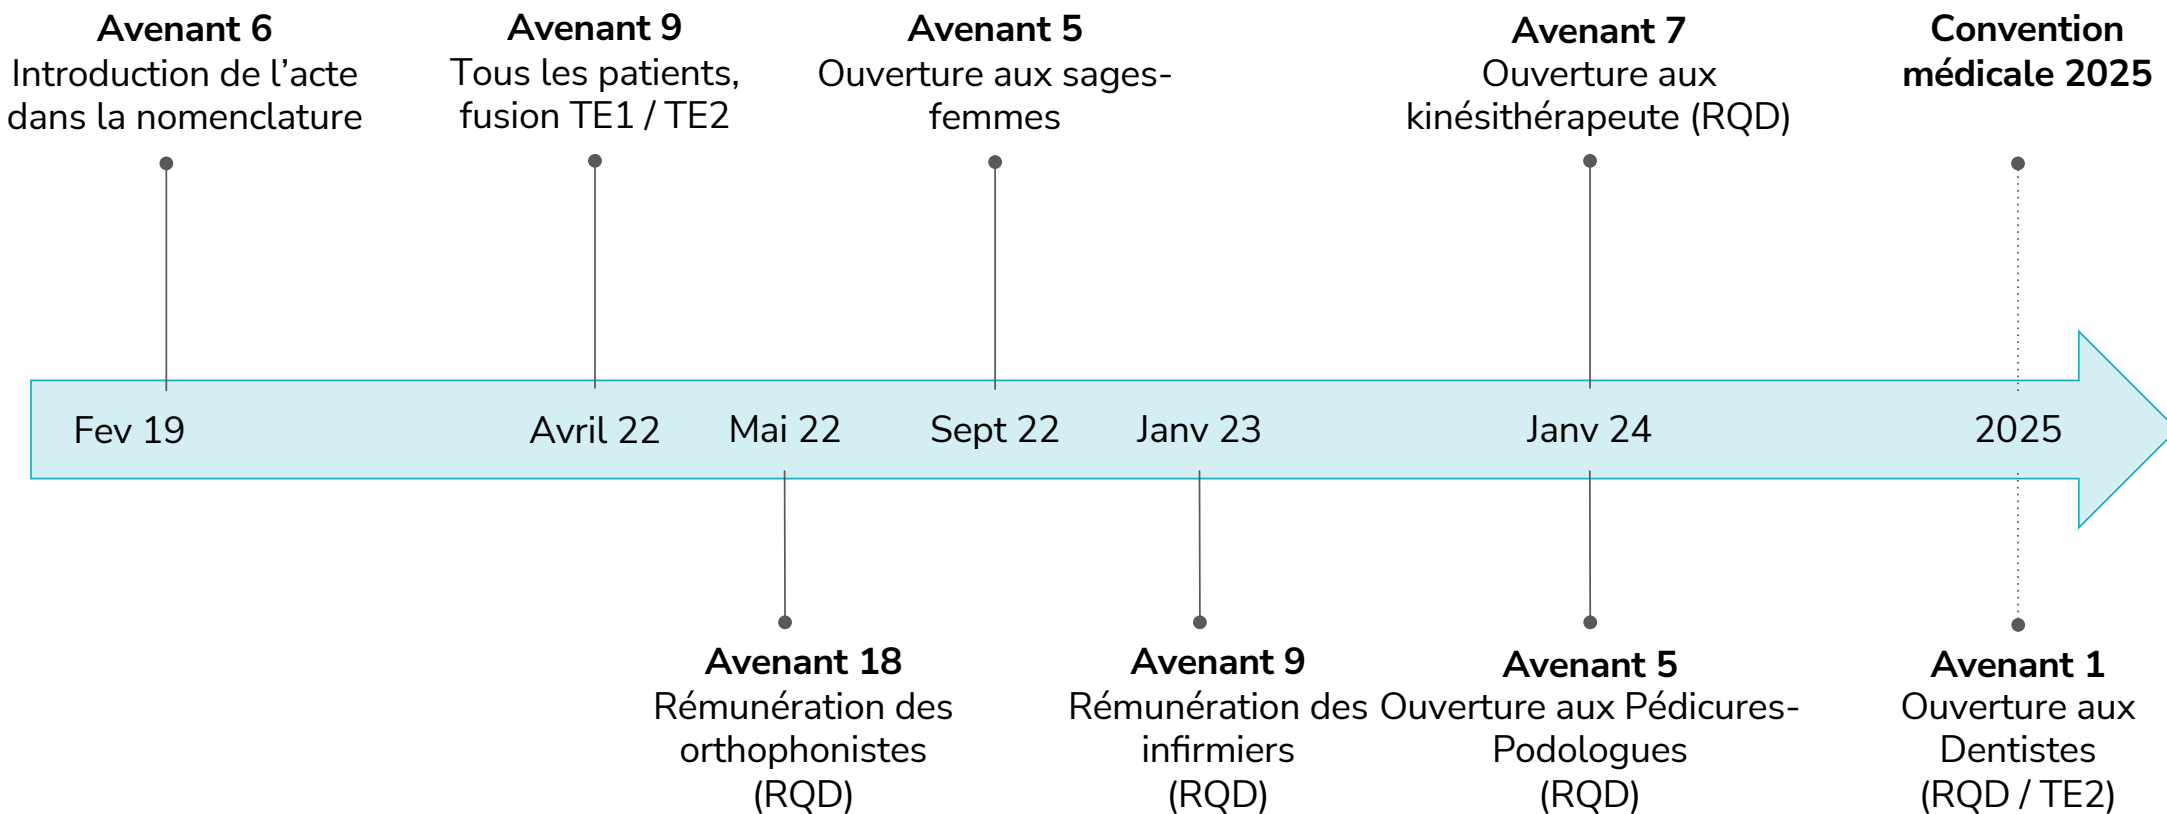 Avenant 6
Introduction de l’acte
dans la nomenclature
Avenant 9
Tous les patients,
fusion TE1 / TE2
Avenant 5
Ouverture aux sages-
femmes
Avenant 7
Ouverture aux
kinésithérapeute (RQD)
Convention
médicale 2025
Fev 19
Avril 22
Mai 22
Sept 22
Janv 23
Janv 24
2025
Avenant 18
Rémunération des
orthophonistes
(RQD)
Avenant 9
Rémunération des
infirmiers
(RQD)
Avenant 5
Ouverture aux Pédicures-
Podologues
(RQD)
Avenant 1
Ouverture aux
Dentistes
(RQD / TE2)